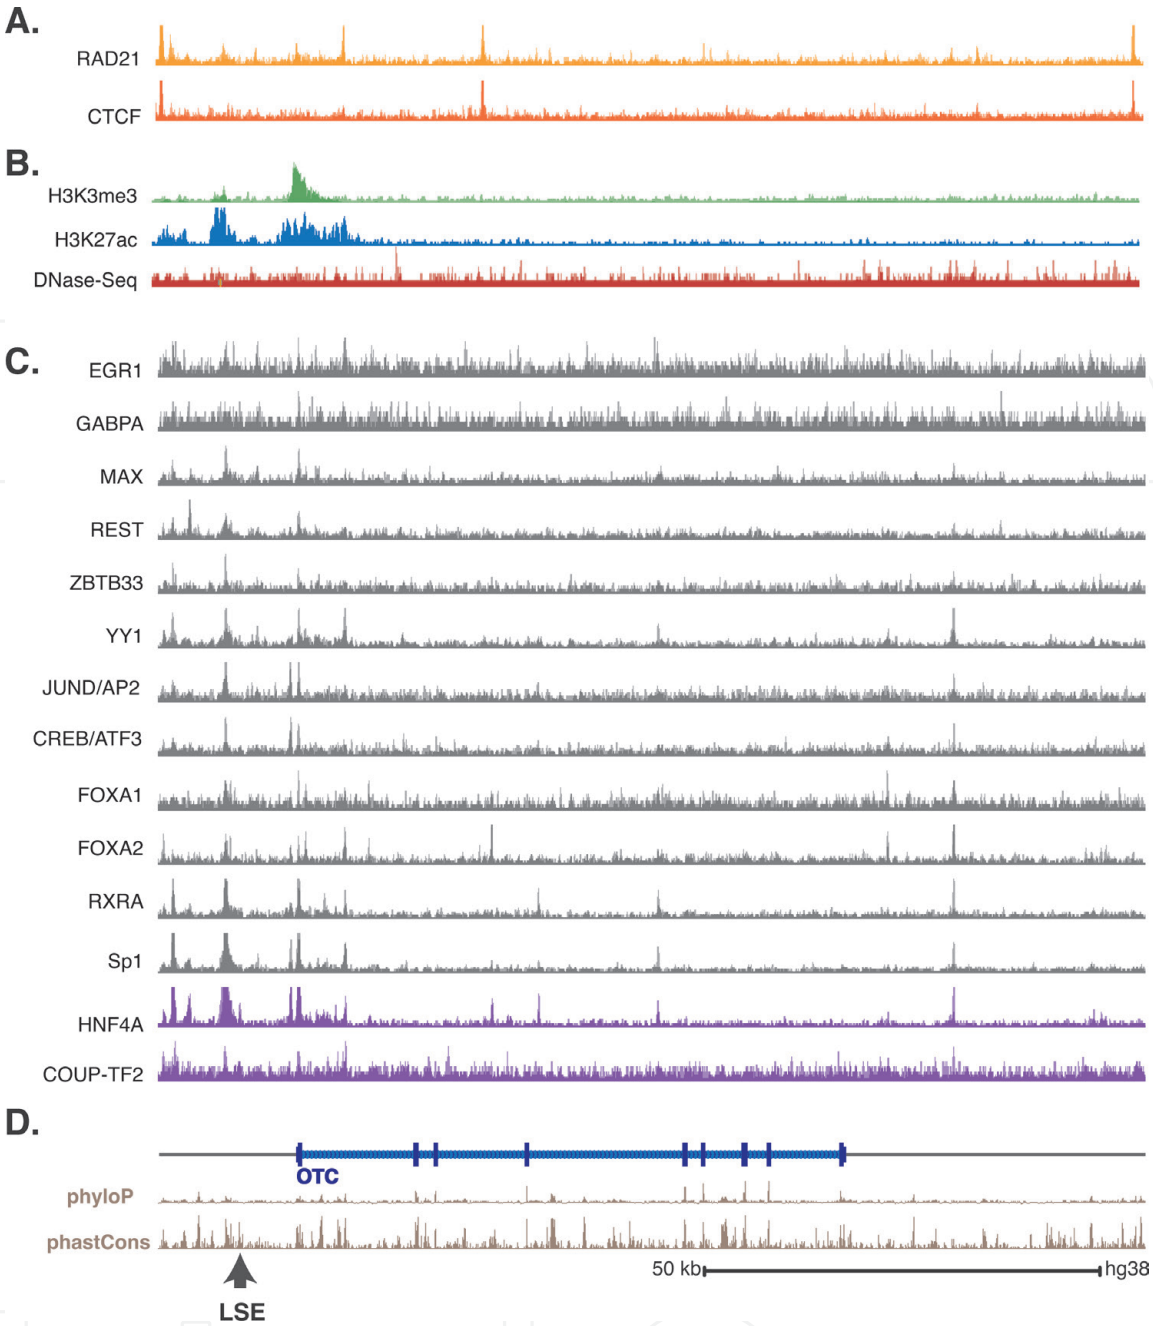 A.
RAD21
CTCF
B.
H3K3me3
H3K27ac
DNase-Seq
C.
EGR1
GABPA
MAX
REST
ZBTB33
YY1
JUND/AP2
CREB/ATF3
FOXA1
FOXA2
RXRA
Sp1
HNF4A
COUP-TF2
D.
OTC
phyloP
phastCons
50 kb hg38
LSE